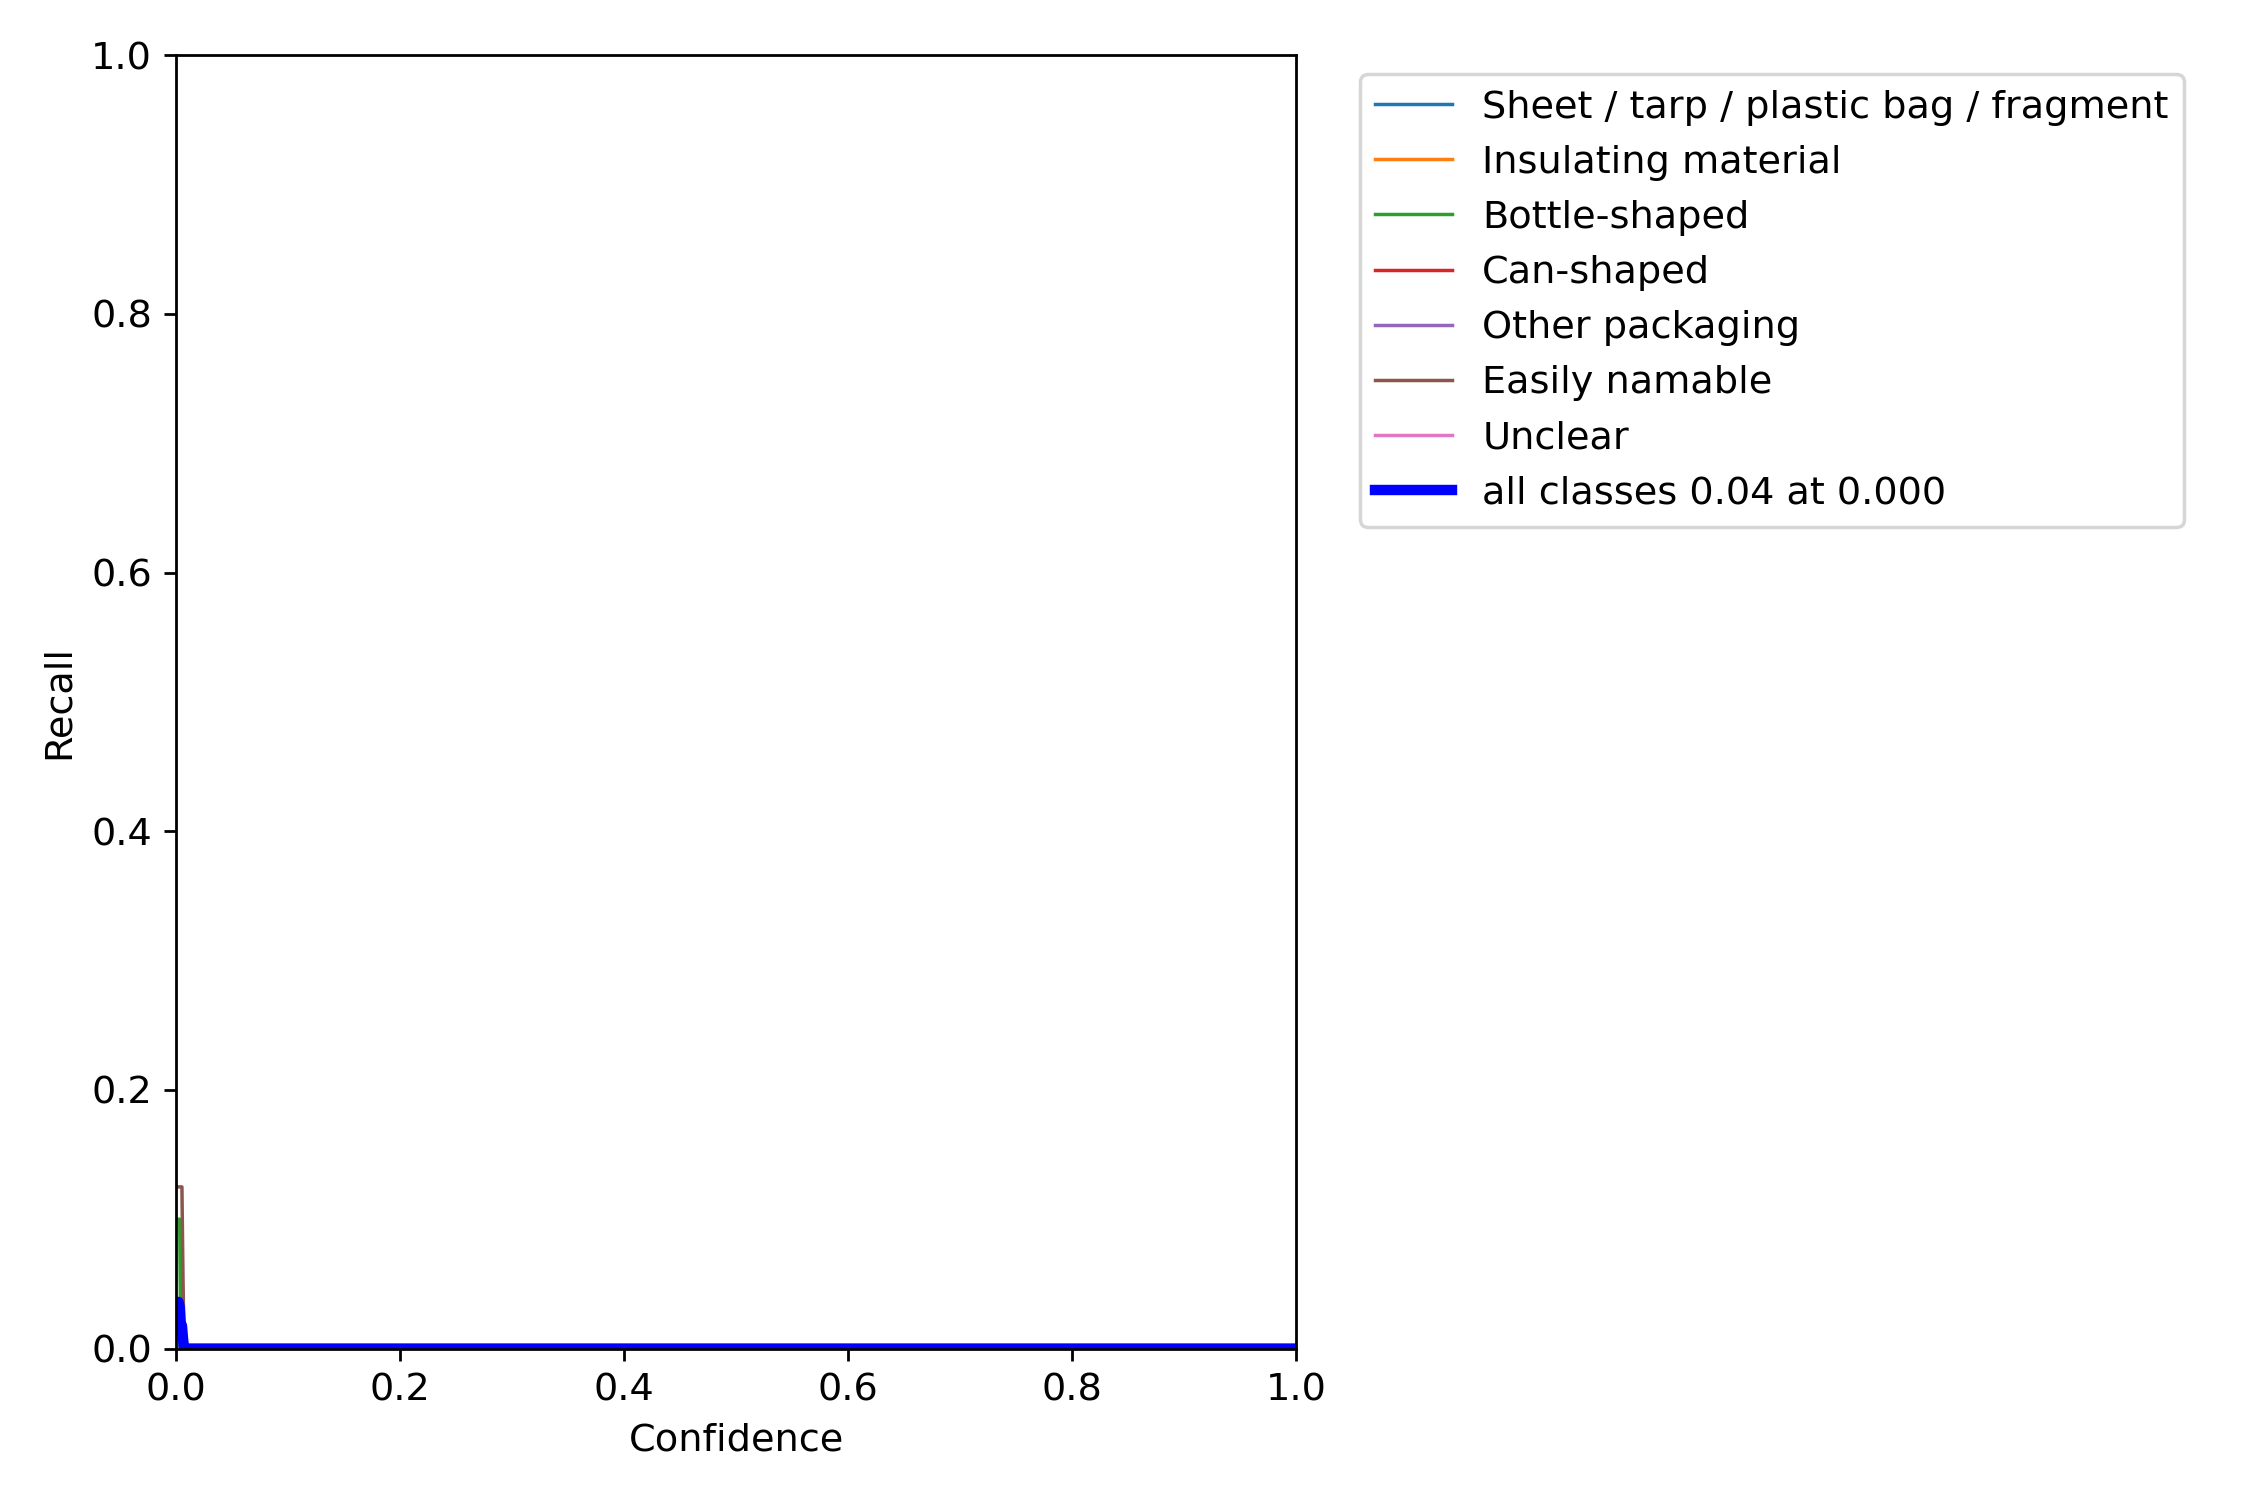 1.0
0.8
0.6
0.4
0.2
0.0
0.0 0.2 0.4 0.6 0.8 1.0
Recall
Confidence
Sheet / tarp / plastic bag / fragment
Insulating material
Bottle-shaped
Can-shaped
Other packaging
Easily namable
Unclear
all classes 0.04 at 0.000